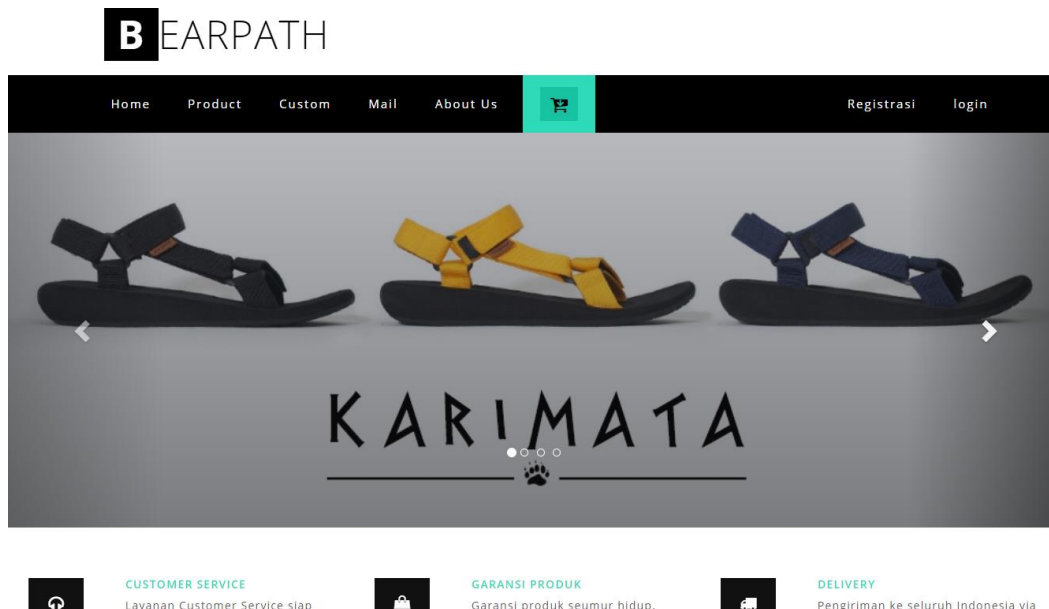 BEARPATH
Home Product Custom Mail About Us Registrasi login
KARIMATA
CUSTOMER SERVICE
Layanan Customer Service siap
GARANSI PRODUK
Garansi produk seumur hidup,
DELIVERY
Pengiriman ke seluruh Indonesia via